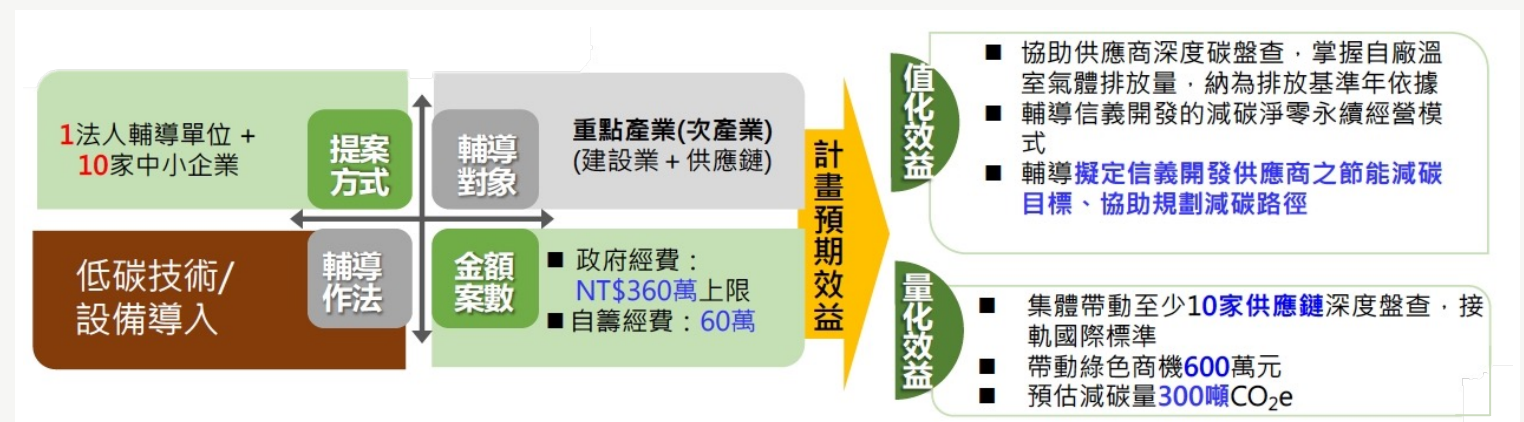 1法人輔導單位 +
10家中小企業
提案
方式
輔導
對象
重點產業(次產業)
(建設業+供應鏈)
低碳技術/
設備導入
輔導
作法
金額
案數
■ 政府經費：
NT$360萬上限
■ 自籌經費：60萬
計畫預期效益
值化效益
■ 協助供應商深度碳盤查，掌握自廠溫
室氣體排放量，納為排放基準年依據
■ 輔導信義開發的減碳淨零永續經營模
式
■ 輔導擬定信義開發供應商之節能減碳
目標、協助規劃減碳路徑
量化效益
■ 集體帶動至少10家供應鏈深度盤查，接
軌國際標準
■ 帶動綠色商機600萬元
■ 預估減碳量300噸CO₂e